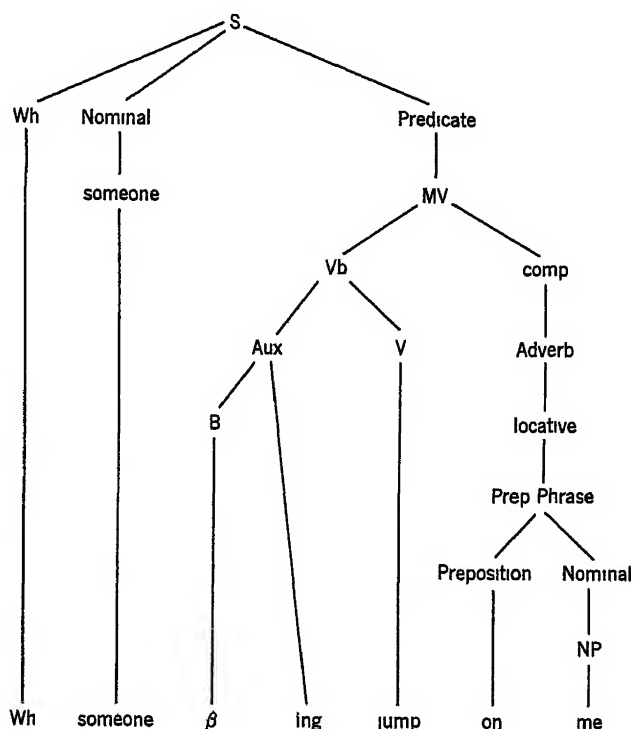 S
Wh Nominal Predicate
someone MV
Vb comp
Aux V Adverb
B locative
Prep Phrase
Preposition Nominal
NP
Wh someone β ing jump on me